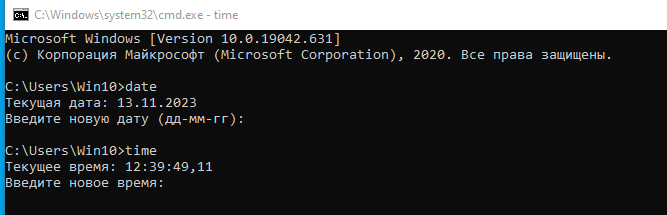 C:\Windows\system32\cmd.exe - time
Microsoft Windows [Version 10.0.19042.631]
(c) Корпорация Майкрософт (Microsoft Corporation), 2020. Все права защищены.
C:\Users\Win10>date
Текущая дата: 13.11.2023
Введите новую дату (дд-мм-гг):
C:\Users\Win10>time
Текущее время: 12:39:49,11
Введите новое время: